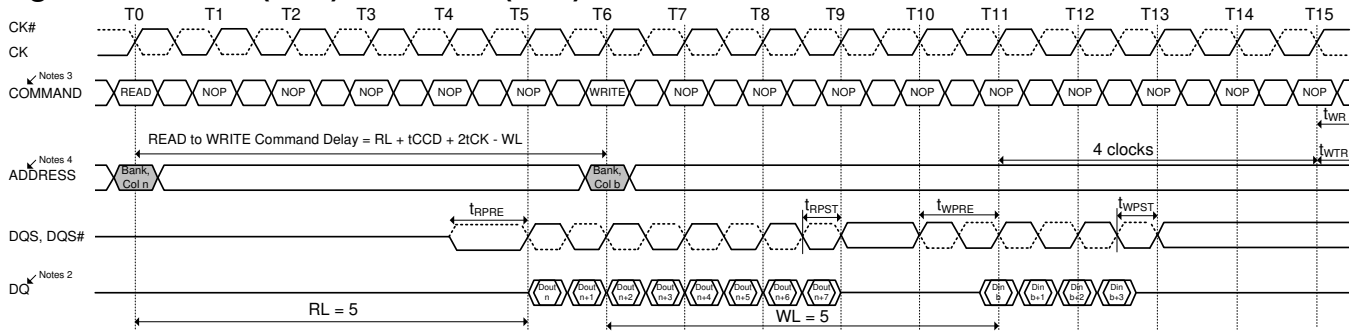 T0 T1 T2 T3 T4 T5 T6 T7 T8 T9 T10 T11 T12 T13 T14 T15
CK#
CK
Notes 3
COMMAND READ NOP NOP NOP NOP NOP WRITE NOP NOP NOP NOP NOP NOP NOP NOP NOP
tWR
READ to WRITE Command Delay = RL + tCCD + 2tCK - WL
4 clocks
tWTR
Notes 4
ADDRESS
Bank, Col n
Bank, Col b
tRPRE tRPST tWPRE tWPST
DQS, DQS#
Notes 2
DQ
Dout n
Dout n+1
Dout n+2
Dout n+3
Dout n+4
Dout n+5
Dout n+6
Dout n+7
Din b
Din b+1
Din b+2
Din b+3
RL = 5
WL = 5